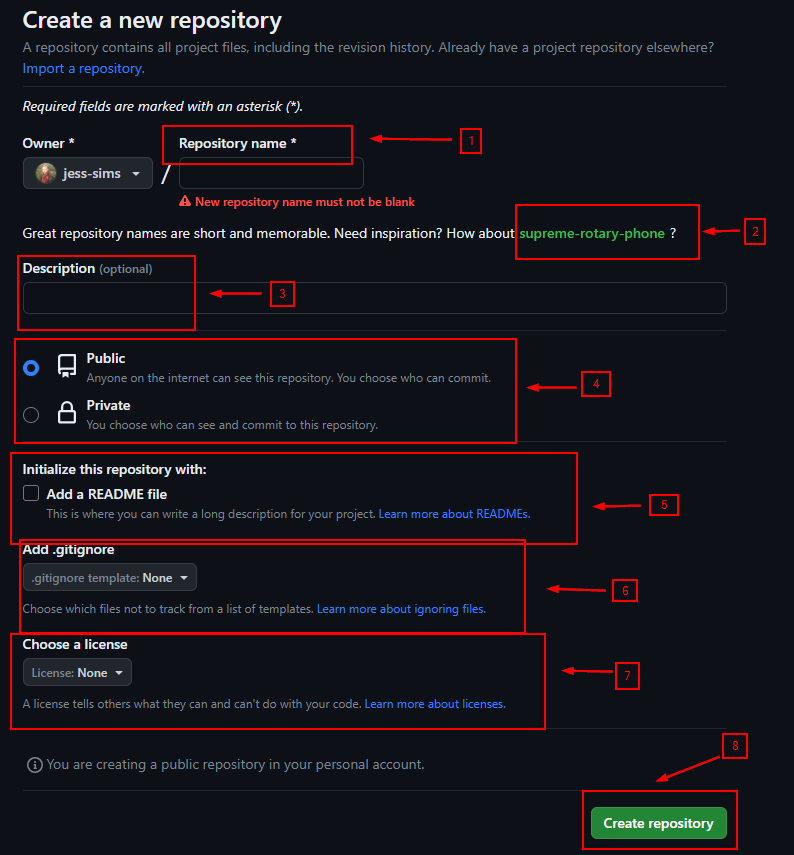 Create a new repository
A repository contains all project files, including the revision history. Already have a project repository elsewhere?
Import a repository.
Required fields are marked with an asterisk (*).
Owner *
Repository name *
1
jess-sims
/
New repository name must not be blank
Great repository names are short and memorable. Need inspiration? How about supreme-rotary-phone ?
2
Description (optional)
3
Public
Anyone on the internet can see this repository. You choose who can commit.
4
Private
You choose who can see and commit to this repository.
Initialize this repository with:
Add a README file
5
This is where you can write a long description for your project. Learn more about READMEs.
Add .gitignore
.gitignore template: None
6
Choose which files not to track from a list of templates. Learn more about ignoring files.
Choose a license
License: None
7
A license tells others what they can and can't do with your code. Learn more about licenses.
8
You are creating a public repository in your personal account.
Create repository